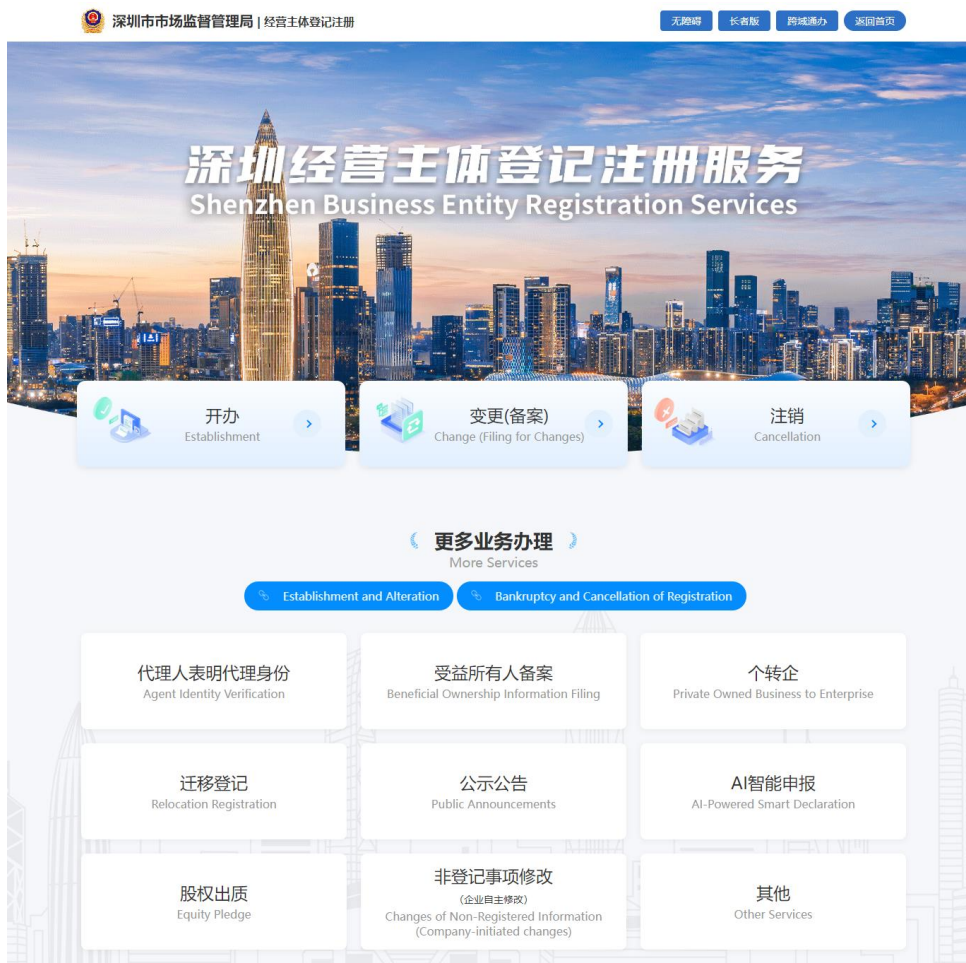 深圳市市场监督管理局 | 经营主体登记注册
无障碍
长者版
跨域通办
返回首页
深圳经营主体登记注册服务
Shenzhen Business Entity Registration Services
开办
Establishment
变更(备案)
Change (Filing for Changes)
注销
Cancellation
更多业务办理
More Services
Establishment and Alteration
Bankruptcy and Cancellation of Registration
代理人表明代理身份
Agent Identity Verification
受益所有人备案
Beneficial Ownership Information Filing
个转企
Private Owned Business to Enterprise
迁移登记
Relocation Registration
公示公告
Public Announcements
AI智能申报
AI-Powered Smart Declaration
股权出质
Equity Pledge
非登记事项修改
(企业自主修改)
Changes of Non-Registered Information
(Company-initiated changes)
其他
Other Services